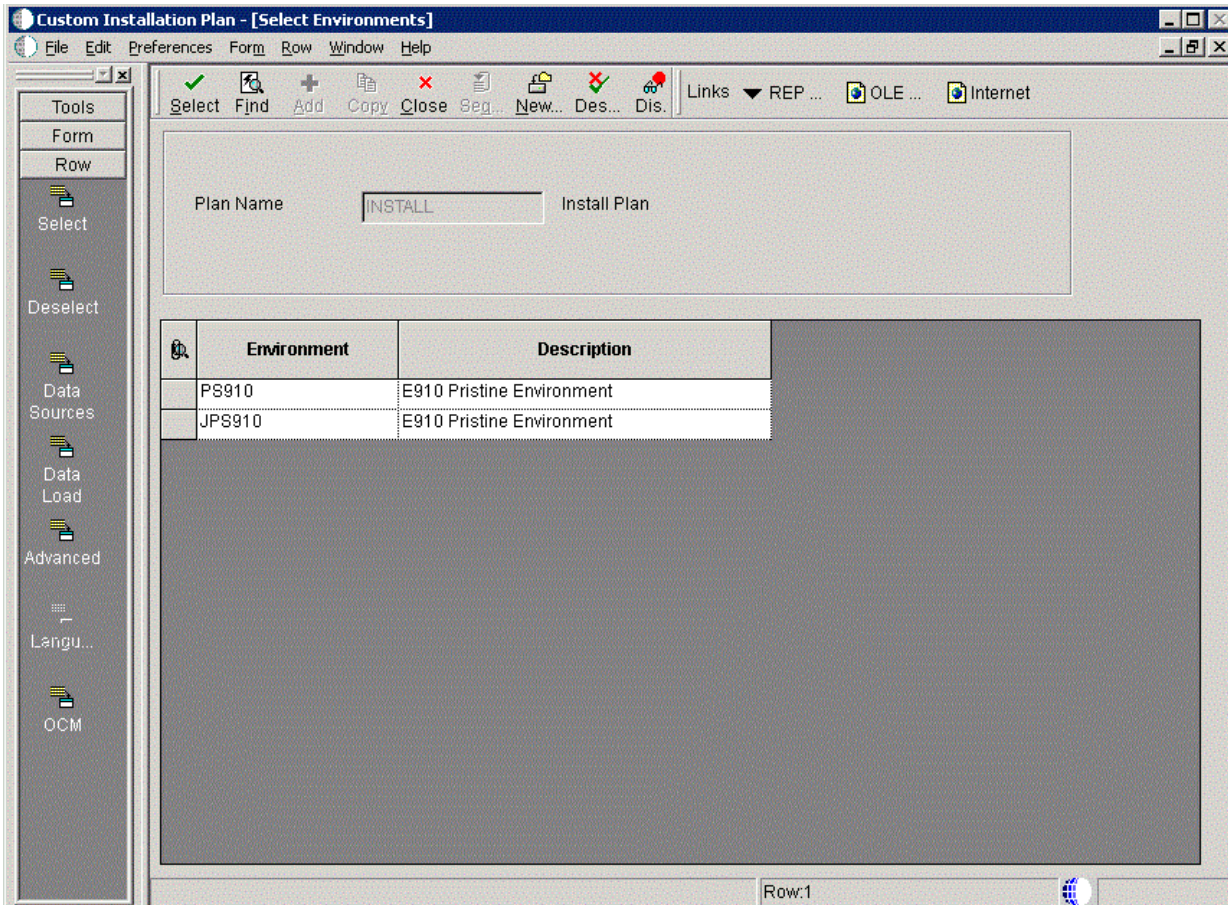 Custom Installation Plan - [Select Environments]
File Edit Preferences Form Row Window Help
Select Find Add Copy Close Seq... New... Des... Dis. Links REP ... OLE ... Internet
Tools
Form
Row
Select
Deselect
Data
Sources
Data
Load
Advanced
Langu...
OCM
Plan Name INSTALL Install Plan
Environment Description
PS910 E910 Pristine Environment
JPS910 E910 Pristine Environment
Row:1